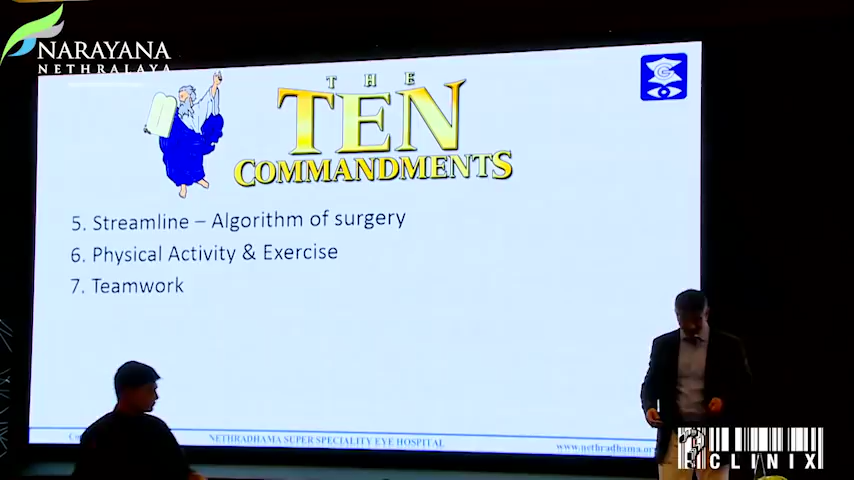 NARAYANA
NETHRALAYA
THE
TEN
COMMANDMENTS
5. Streamline – Algorithm of surgery
6. Physical Activity & Exercise
7. Teamwork
NETHRADHAMA SUPER SPECIALITY EYE HOSPITAL
www.nethradhama.org
CLINIX